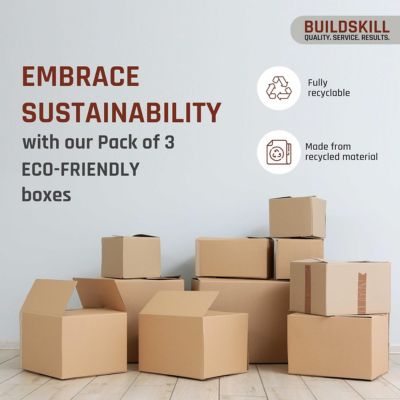 BUILDSKILL
QUALITY. SERVICE. RESULTS.
EMBRACE
SUSTAINABILITY
with our Pack of 3
ECO-FRIENDLY
boxes
Fully
recyclable
Made from
recycled material